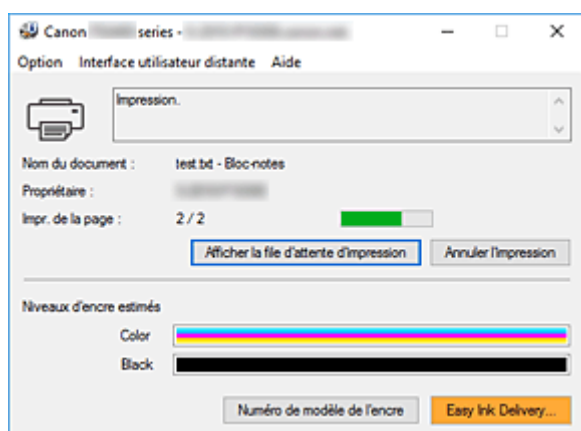 Canon series -
Option Interface utilisateur distante Aide
Impression.
Nom du document : test.txt - Bloc-notes
Propriétaire :
Impr. de la page : 2 / 2
Afficher la file d'attente d'impression Annuler l'impression
Niveaux d'encre estimés
Color
Black
Numéro de modèle de l'encre Easy Ink Delivery...